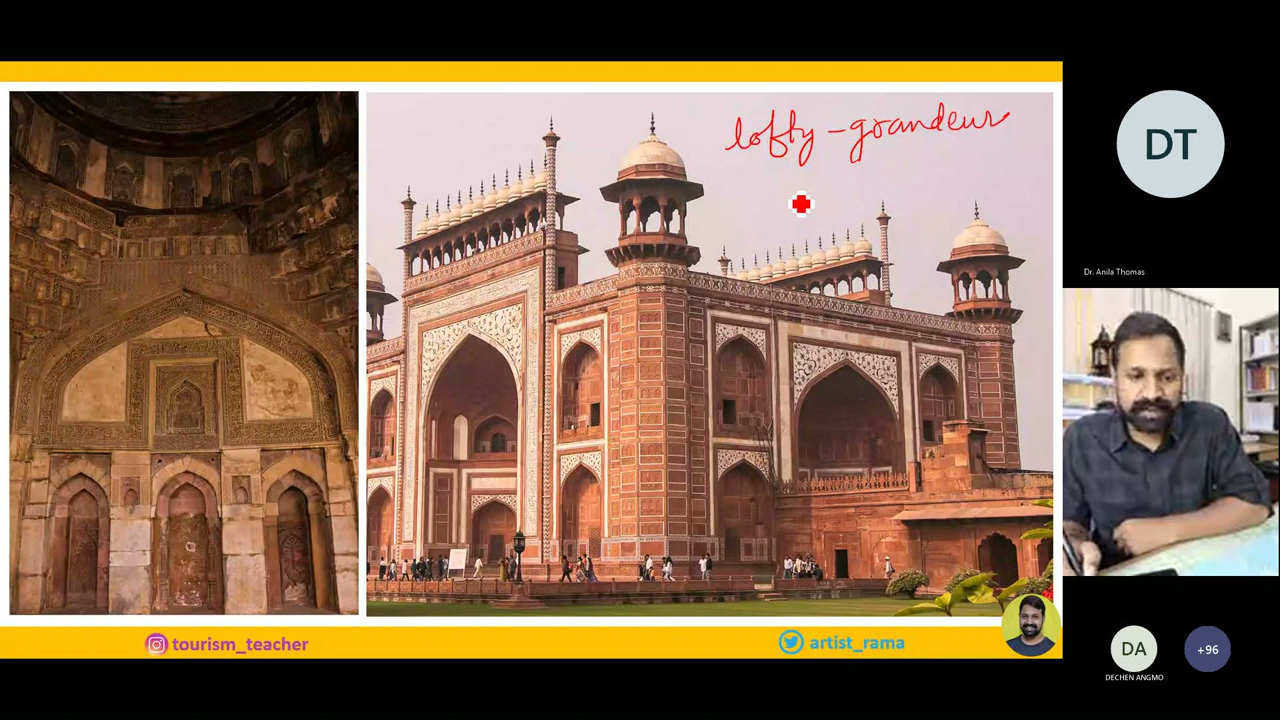 lofty - grandeur
DT
Dr. Anila Thomas
tourism_teacher
artist_rama
DA
+96
DECHEN ANGMO